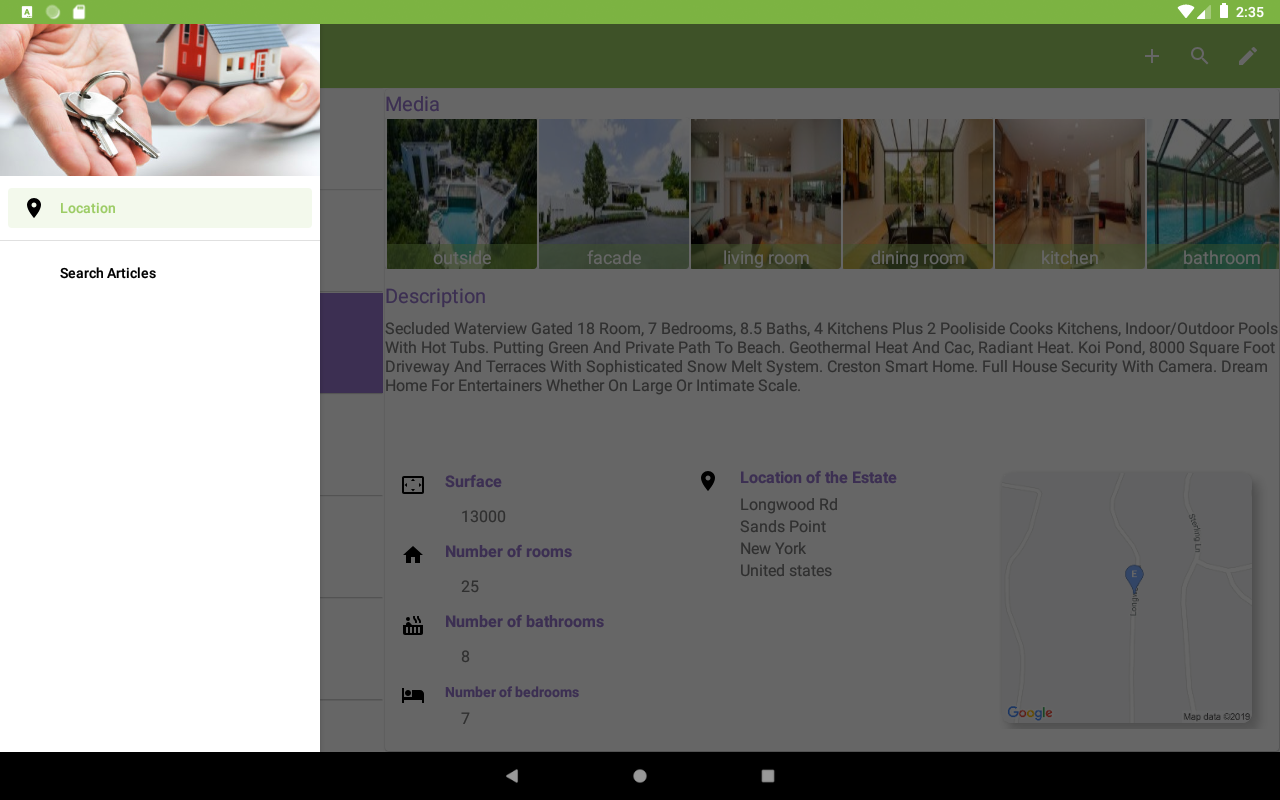 2:35
Location
Search Articles
Media
outside
facade
living room
dining room
kitchen
bathroom
Description
Secluded Waterview Gated 18 Room, 7 Bedrooms, 8.5 Baths, 4 Kitchens Plus 2 Pooliside Cooks Kitchens, Indoor/Outdoor Pools
With Hot Tubs. Putting Green And Private Path To Beach. Geothermal Heat And Cac, Radiant Heat. Koi Pond, 8000 Square Foot
Driveway And Terraces With Sophisticated Snow Melt System. Creston Smart Home. Full House Security With Camera. Dream
Home For Entertainers Whether On Large Or Intimate Scale.
Surface
13000
Number of rooms
25
Number of bathrooms
8
Number of bedrooms
7
Location of the Estate
Longwood Rd
Sands Point
New York
United states
Sterling Ln
E
Google
Map data ©2019